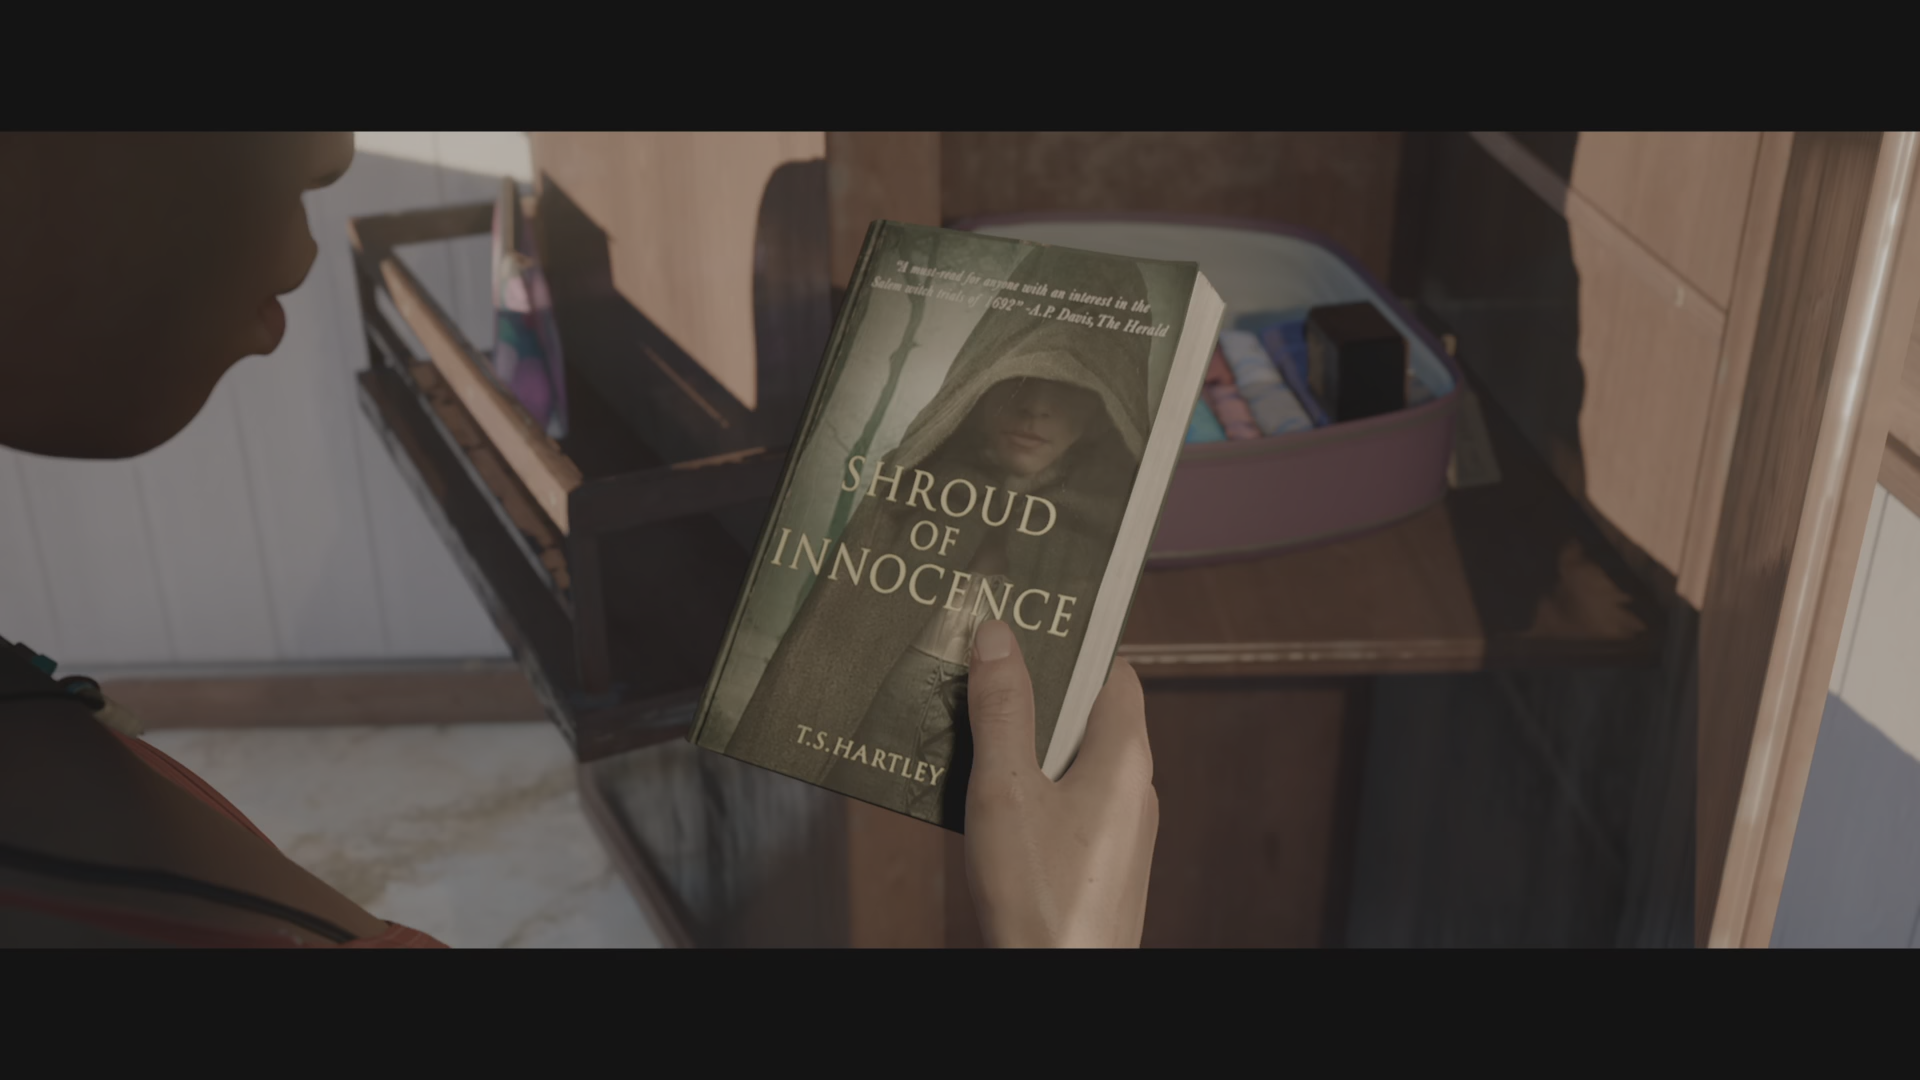 "A must-read for anyone with an interest in the
Salem witch trials of 1692" -A.P. Davis, The Herald
SHROUD
OF
INNOCENCE
T.S. HARTLEY